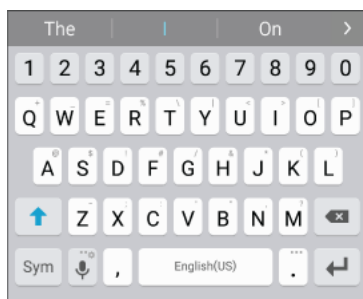 The I On >
1 2 3 4 5 6 7 8 9 0
Q W E R T Y U I O P
A S D F G H J K L
Z X C V B N M
Sym , English(US) .